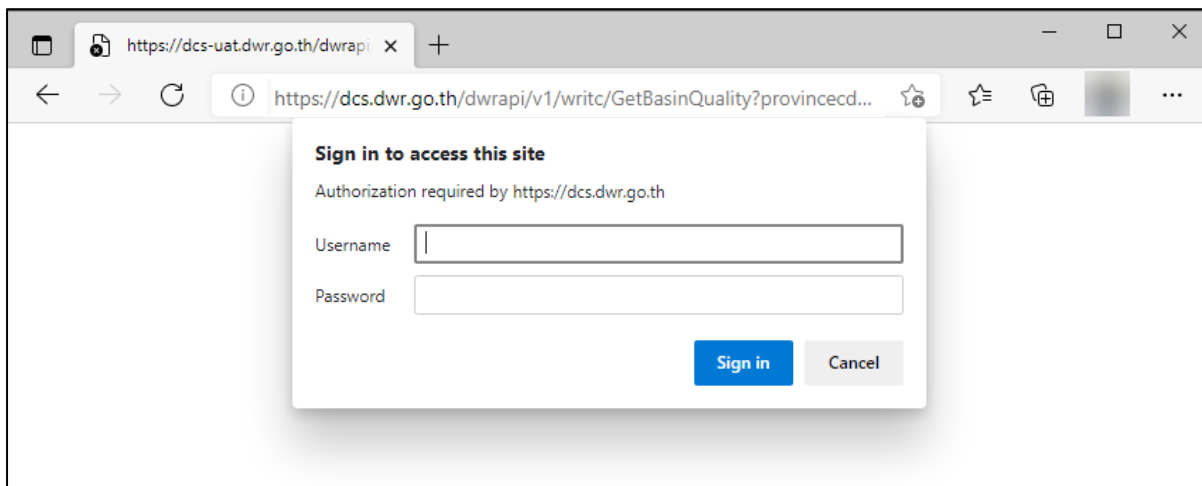 https://dcs-uat.dwr.go.th/dwrapi
https://dcs.dwr.go.th/dwrapi/v1/writc/GetBasinQuality?provincecd...
Sign in to access this site
Authorization required by https://dcs.dwr.go.th
Username
Password
Sign in Cancel